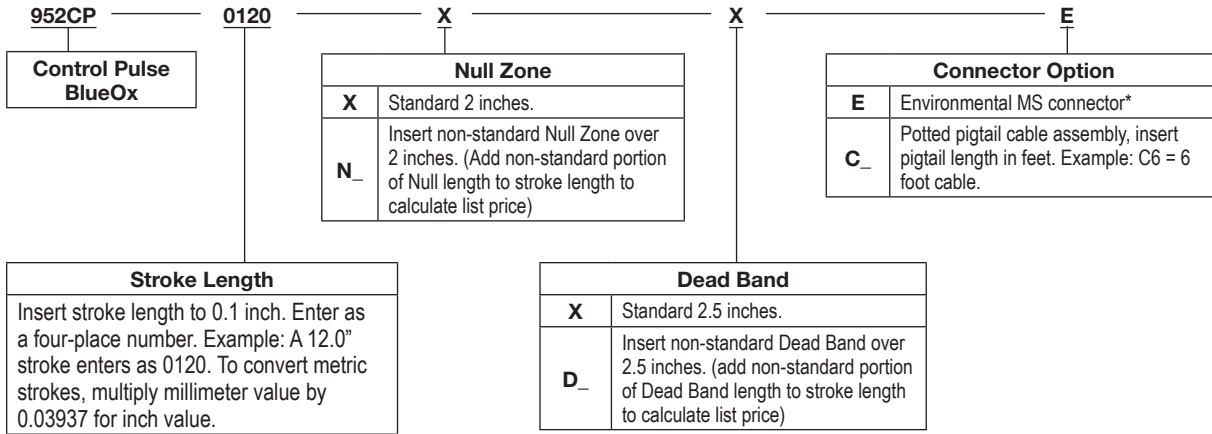 952CP 0120 X X E
Control Pulse
BlueOx
Null Zone
X Standard 2 inches.
N_ Insert non-standard Null Zone over
2 inches. (Add non-standard portion
of Null length to stroke length to
calculate list price)
Connector Option
E Environmental MS connector*
C_ Potted pigtail cable assembly, insert
pigtail length in feet. Example: C6 = 6
foot cable.
Stroke Length
Insert stroke length to 0.1 inch. Enter as
a four-place number. Example: A 12.0”
stroke enters as 0120. To convert metric
strokes, multiply millimeter value by
0.03937 for inch value.
Dead Band
X Standard 2.5 inches.
D_ Insert non-standard Dead Band over
2.5 inches. (add non-standard portion
of Dead Band length to stroke length
to calculate list price)